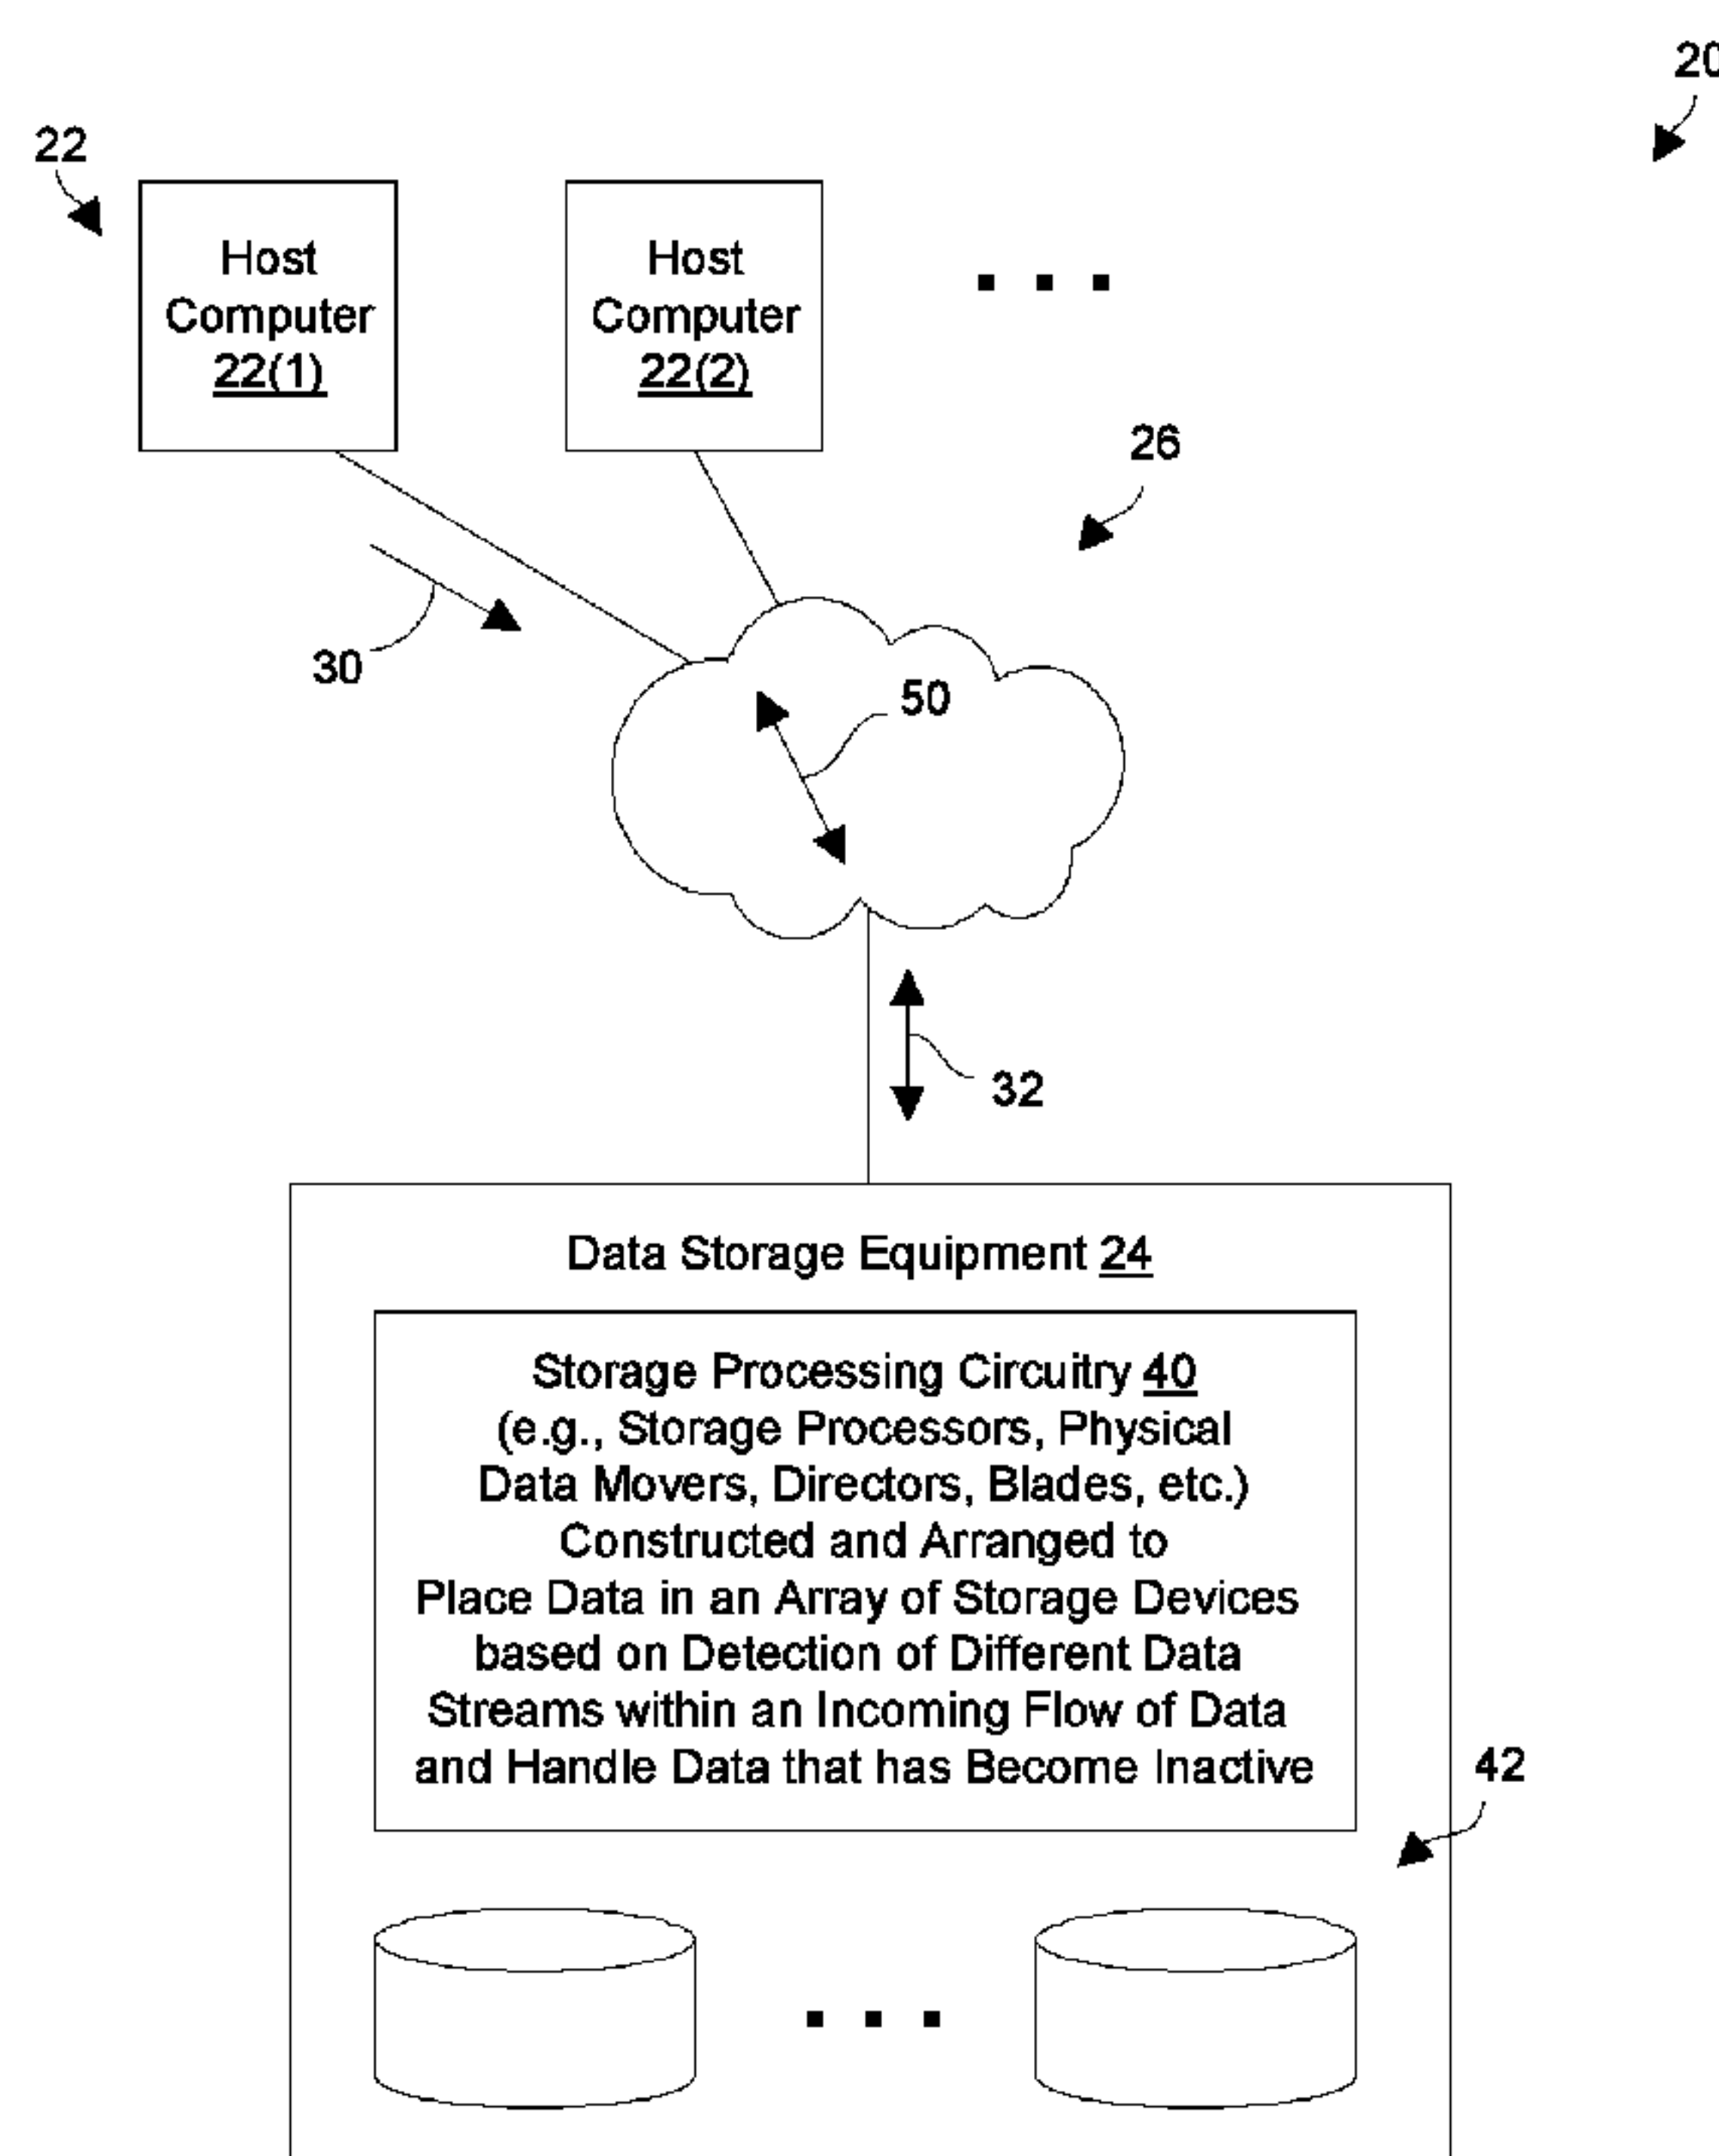 20
22
Host
Computer
22(1)
Host
Computer
22(2)
26
30
50
32
Data Storage Equipment 24
Storage Processing Circuitry 40
(e.g., Storage Processors, Physical
Data Movers, Directors, Blades, etc.)
Constructed and Arranged to
Place Data in an Array of Storage Devices
based on Detection of Different Data
Streams within an Incoming Flow of Data
and Handle Data that has Become Inactive
42